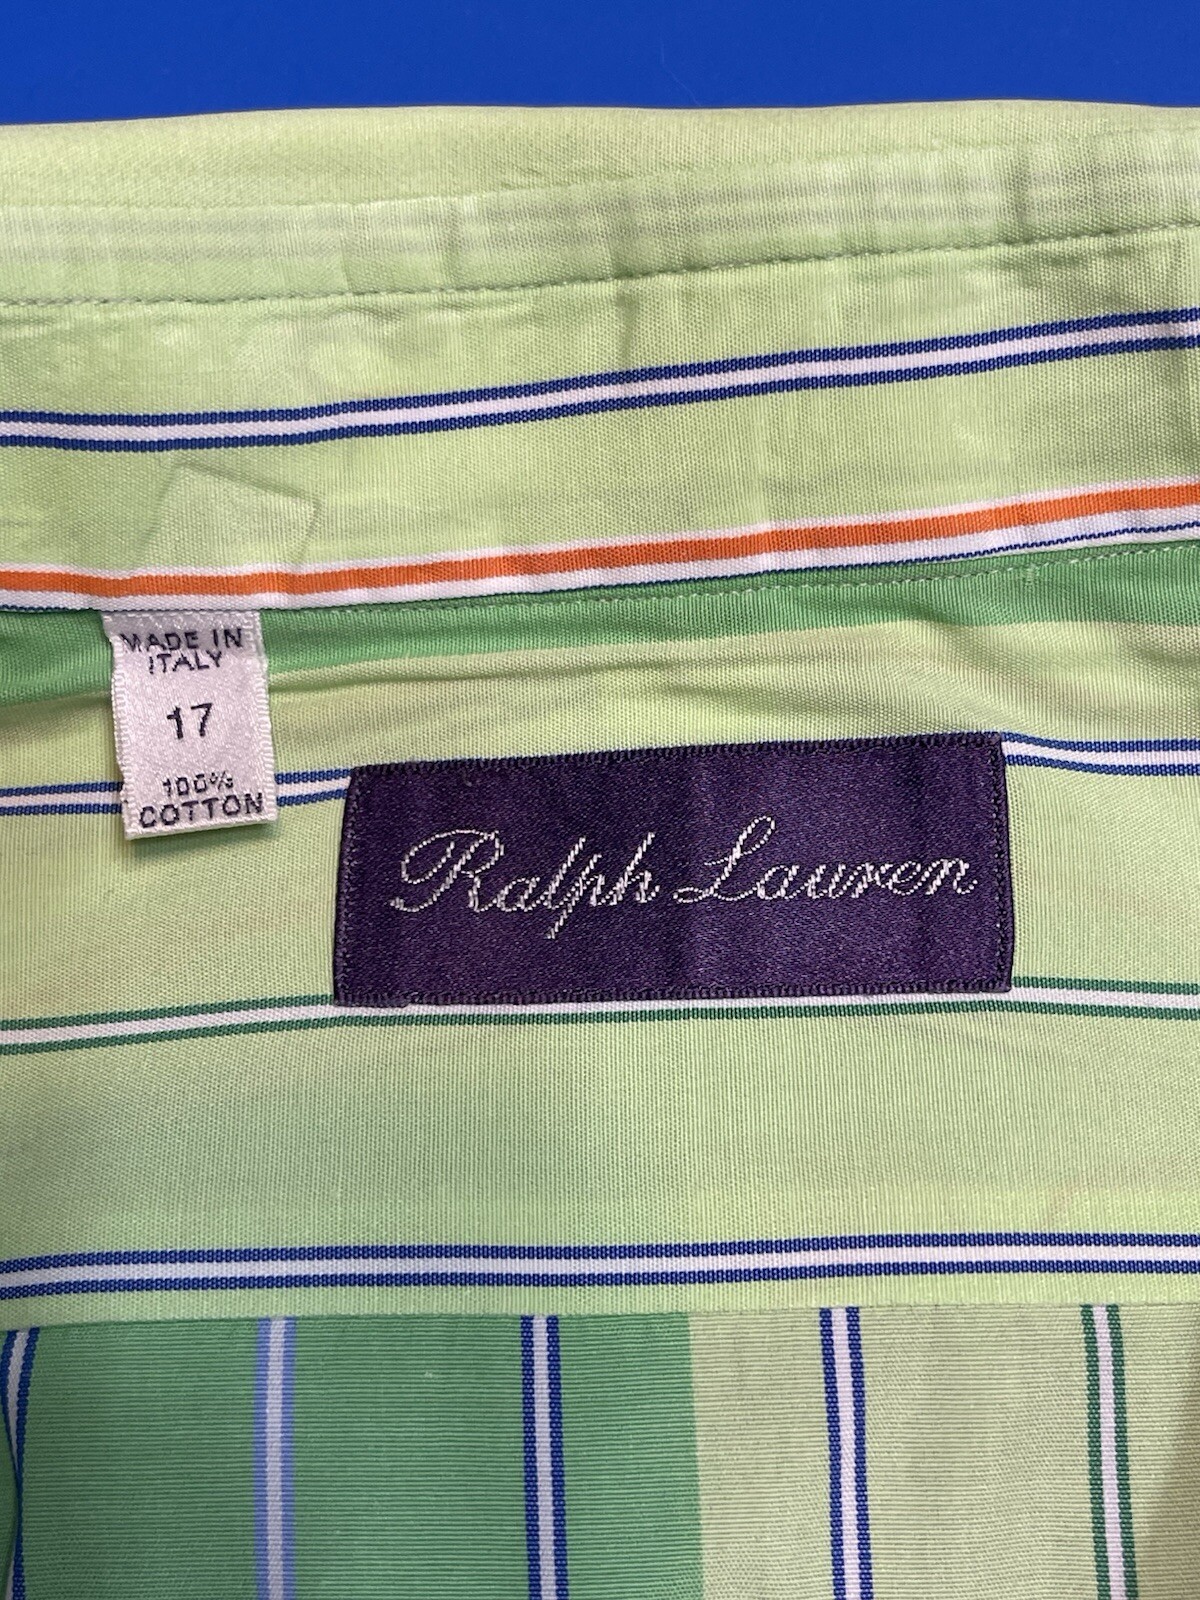 MADE IN
ITALY
17
100%
COTTON
Ralph Lauren